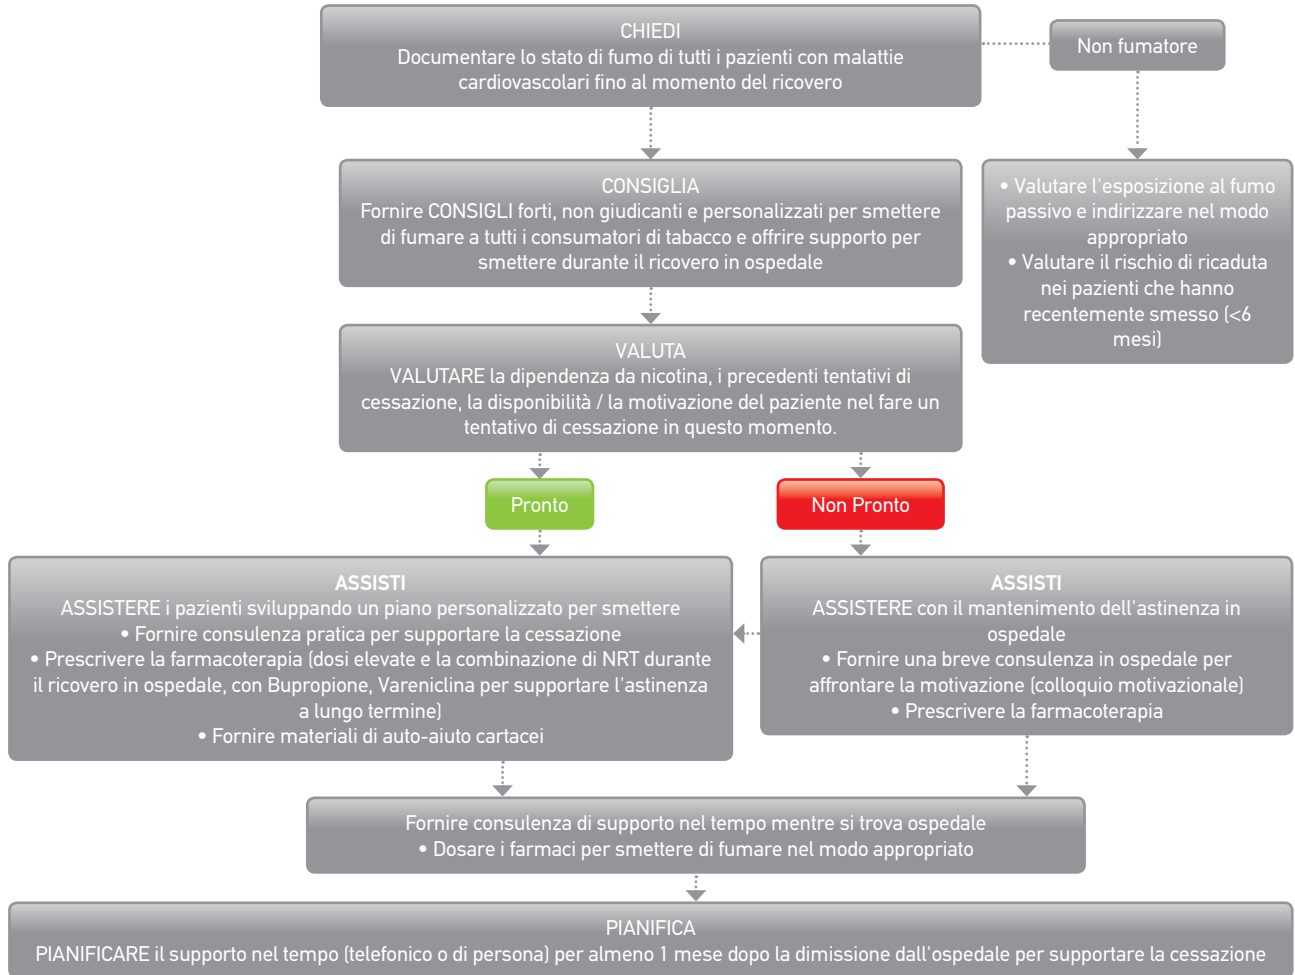 CHIEDI
Documentare lo stato di fumo di tutti i pazienti con malattie
cardiovascolari fino al momento del ricovero
Non fumatore
CONSIGLIA
Fornire CONSIGLI forti, non giudicanti e personalizzati per smettere
di fumare a tutti i consumatori di tabacco e offrire supporto per
smettere durante il ricovero in ospedale
• Valutare l'esposizione al fumo
passivo e indirizzare nel modo
appropriato
• Valutare il rischio di ricaduta
nei pazienti che hanno
recentemente smesso (<6
mesi)
VALUTA
VALUTARE la dipendenza da nicotina, i precedenti tentativi di
cessazione, la disponibilità / la motivazione del paziente nel fare un
tentativo di cessazione in questo momento.
Pronto
Non Pronto
ASSISTI
ASSISTERE i pazienti sviluppando un piano personalizzato per smettere
• Fornire consulenza pratica per supportare la cessazione
• Prescrivere la farmacoterapia (dosi elevate e la combinazione di NRT durante
il ricovero in ospedale, con Bupropione, Vareniclina per supportare l'astinenza
a lungo termine)
• Fornire materiali di auto-aiuto cartacei
ASSISTI
ASSISTERE con il mantenimento dell'astinenza in
ospedale
• Fornire una breve consulenza in ospedale per
affrontare la motivazione (colloquio motivazionale)
• Prescrivere la farmacoterapia
Fornire consulenza di supporto nel tempo mentre si trova ospedale
• Dosare i farmaci per smettere di fumare nel modo appropriato
PIANIFICA
PIANIFICARE il supporto nel tempo (telefonico o di persona) per almeno 1 mese dopo la dimissione dall'ospedale per supportare la cessazione